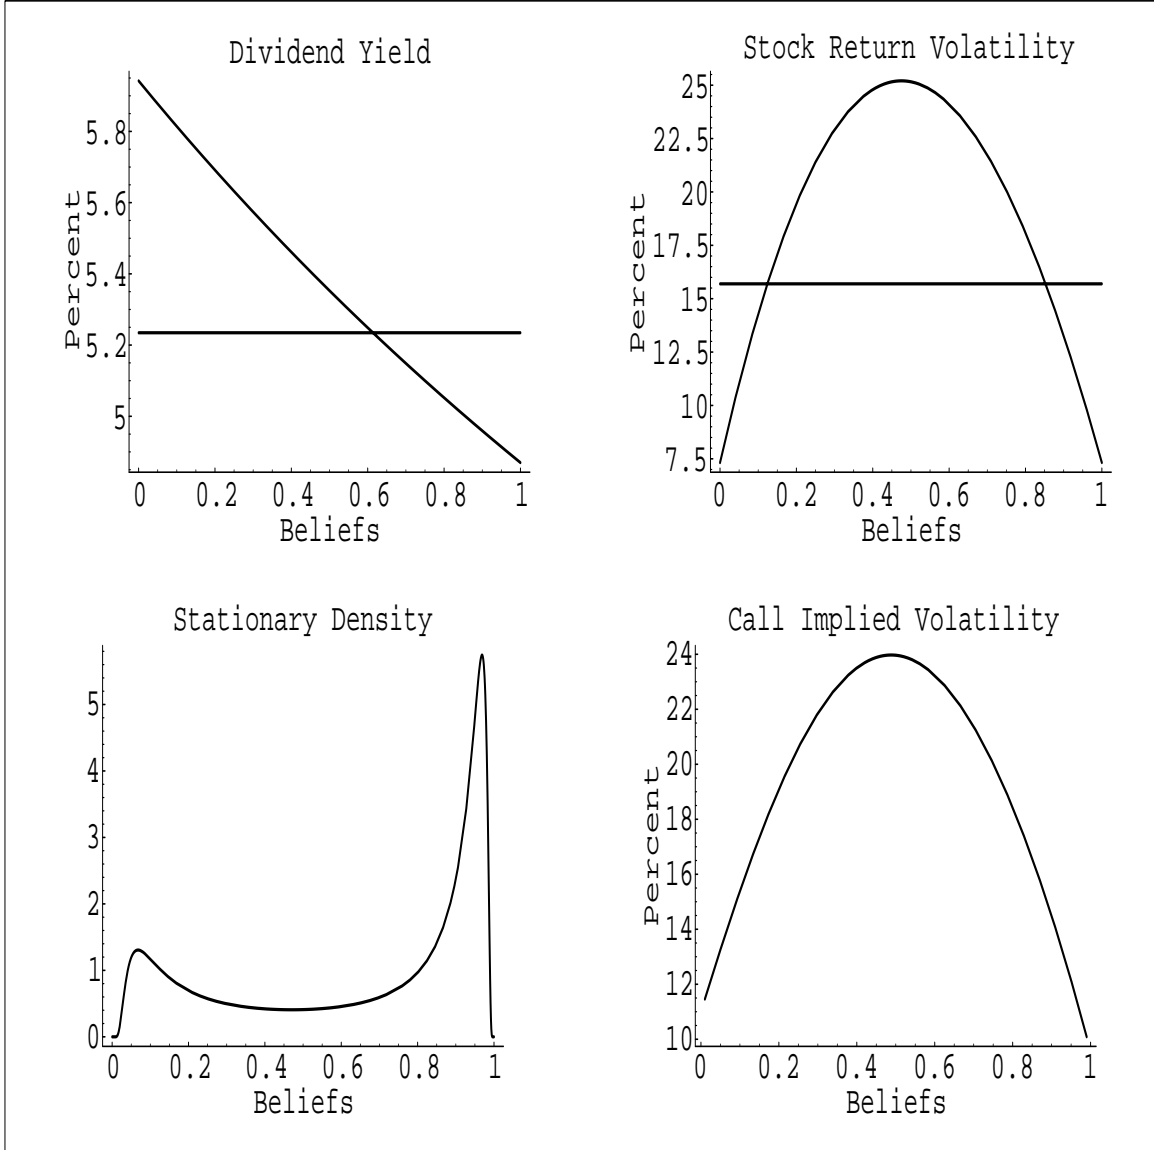 Dividend Yield
Percent
5.8
5.6
5.4
5.2
5
0 0.2 0.4 0.6 0.8 1
Beliefs
Stock Return Volatility
Percent
25
22.5
20
17.5
15
12.5
10
7.5
0 0.2 0.4 0.6 0.8 1
Beliefs
Stationary Density
5
4
3
2
1
0
0 0.2 0.4 0.6 0.8 1
Beliefs
Call Implied Volatility
Percent
24
22
20
18
16
14
12
10
0 0.2 0.4 0.6 0.8 1
Beliefs